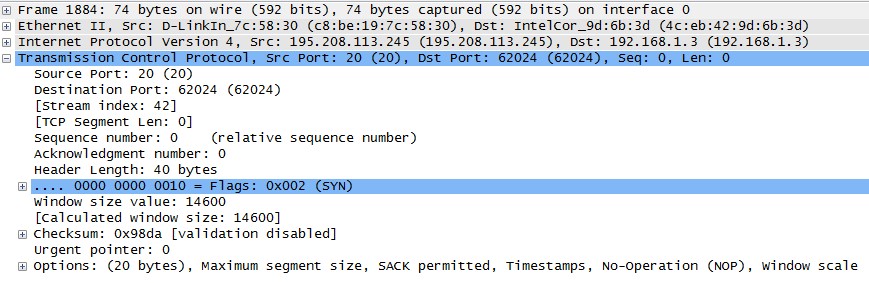 Frame 1884: 74 bytes on wire (592 bits), 74 bytes captured (592 bits) on interface 0
Ethernet II, Src: D-LinkIn_7c:58:30 (c8:be:19:7c:58:30), Dst: IntelCor_9d:6b:3d (4c:eb:42:9d:6b:3d)
Internet Protocol Version 4, Src: 195.208.113.245 (195.208.113.245), Dst: 192.168.1.3 (192.168.1.3)
Transmission Control Protocol, Src Port: 20 (20), Dst Port: 62024 (62024), Seq: 0, Len: 0
Source Port: 20 (20)
Destination Port: 62024 (62024)
[Stream index: 42]
[TCP Segment Len: 0]
Sequence number: 0    (relative sequence number)
Acknowledgment number: 0
Header Length: 40 bytes
.... 0000 0000 0010 = Flags: 0x002 (SYN)
Window size value: 14600
[Calculated window size: 14600]
Checksum: 0x98da [validation disabled]
Urgent pointer: 0
Options: (20 bytes), Maximum segment size, SACK permitted, Timestamps, No-Operation (NOP), Window scale